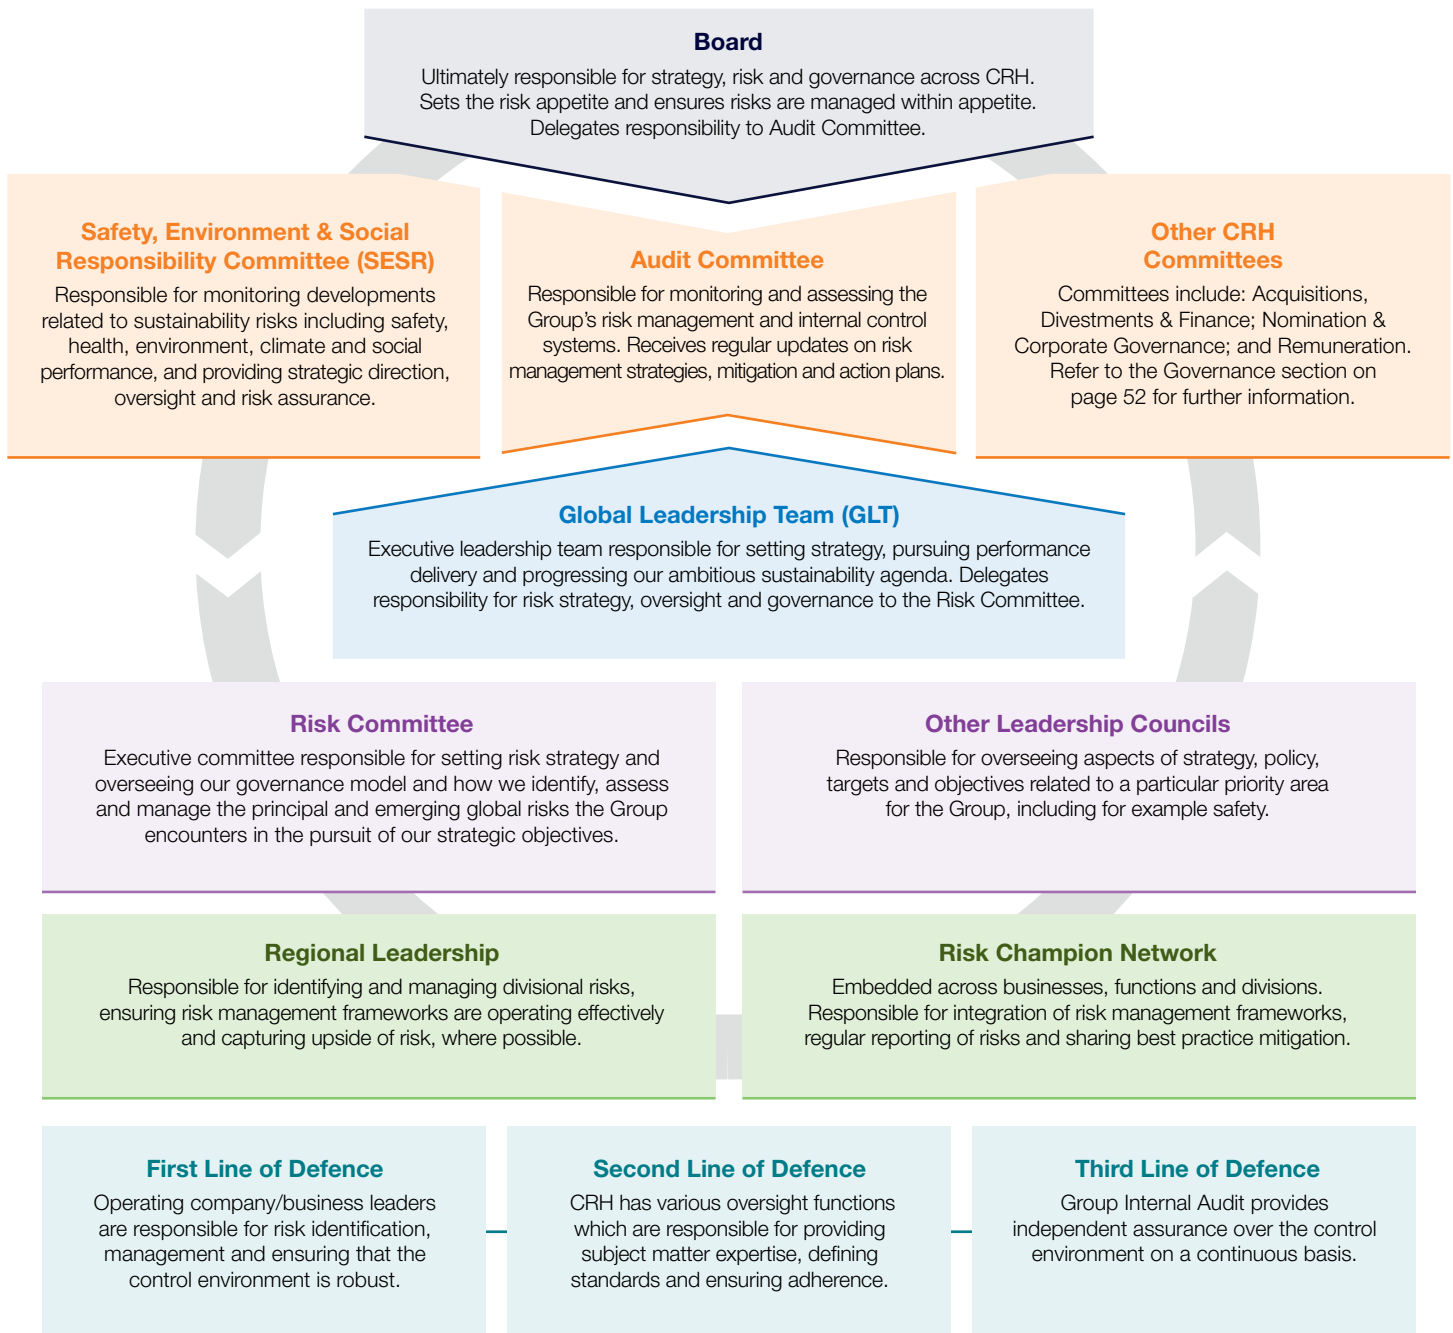 Board
Ultimately responsible for strategy, risk and governance across CRH.
Sets the risk appetite and ensures risks are managed within appetite.
Delegates responsibility to Audit Committee.
Safety, Environment & Social
Responsibility Committee (SESR)
Responsible for monitoring developments
related to sustainability risks including safety,
health, environment, climate and social
performance, and providing strategic direction,
oversight and risk assurance.
Audit Committee
Responsible for monitoring and assessing the
Group's risk management and internal control
systems. Receives regular updates on risk
management strategies, mitigation and action plans.
Other CRH
Committees
Committees include: Acquisitions,
Divestments & Finance; Nomination &
Corporate Governance; and Remuneration.
Refer to the Governance section on
page 52 for further information.
Global Leadership Team (GLT)
Executive leadership team responsible for setting strategy, pursuing performance
delivery and progressing our ambitious sustainability agenda. Delegates
responsibility for risk strategy, oversight and governance to the Risk Committee.
Risk Committee
Executive committee responsible for setting risk strategy and
overseeing our governance model and how we identify, assess
and manage the principal and emerging global risks the Group
encounters in the pursuit of our strategic objectives.
Other Leadership Councils
Responsible for overseeing aspects of strategy, policy,
targets and objectives related to a particular priority area
for the Group, including for example safety.
Regional Leadership
Responsible for identifying and managing divisional risks,
ensuring risk management frameworks are operating effectively
and capturing upside of risk, where possible.
Risk Champion Network
Embedded across businesses, functions and divisions.
Responsible for integration of risk management frameworks,
regular reporting of risks and sharing best practice mitigation.
First Line of Defence
Operating company/business leaders
are responsible for risk identification,
management and ensuring that the
control environment is robust.
Second Line of Defence
CRH has various oversight functions
which are responsible for providing
subject matter expertise, defining
standards and ensuring adherence.
Third Line of Defence
Group Internal Audit provides
independent assurance over the control
environment on a continuous basis.